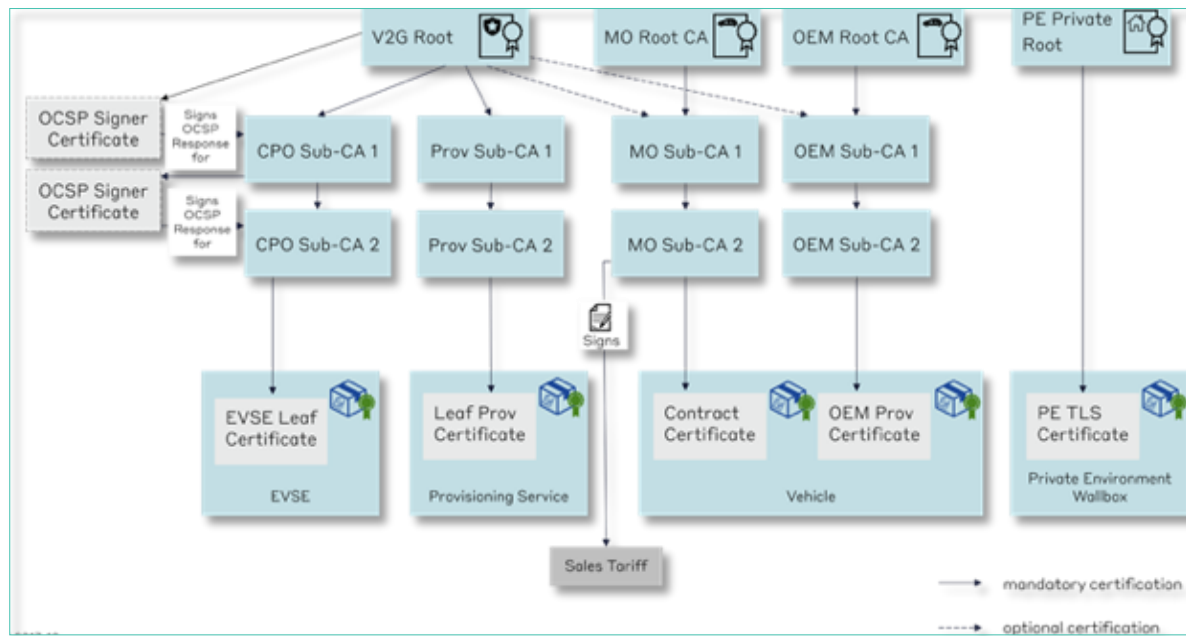 V2G Root
MO Root CA
OEM Root CA
PE Private
Root
OCSP Signer
Certificate
Signs
OCSP
Response
for
CPO Sub-CA 1
Prov Sub-CA 1
MO Sub-CA 1
OEM Sub-CA 1
OCSP Signer
Certificate
Signs
OCSP
Response
for
CPO Sub-CA 2
Prov Sub-CA 2
MO Sub-CA 2
OEM Sub-CA 2
Signs
EVSE Leaf
Certificate
EVSE
Leaf Prov
Certificate
Provisioning Service
Contract
Certificate
OEM Prov
Certificate
Vehicle
PE TLS
Certificate
Private Environment
Wallbox
Sales Tariff
mandatory certification
optional certification